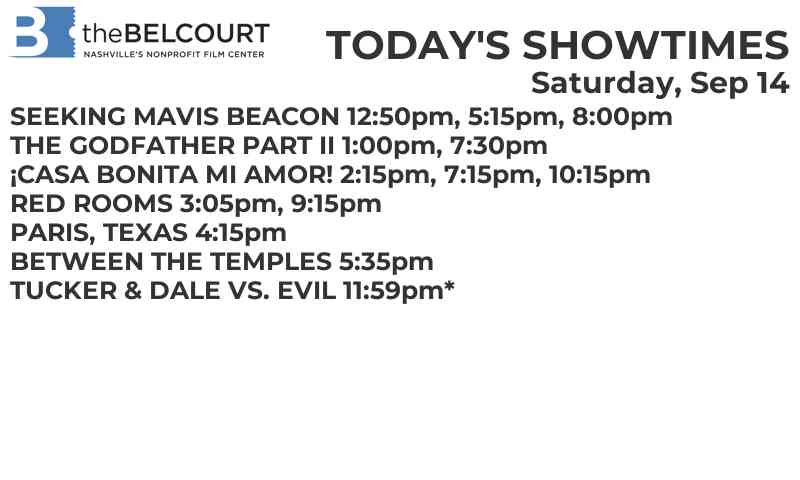 B theBELCOURT
NASHVILLE'S NONPROFIT FILM CENTER
TODAY'S SHOWTIMES
Saturday, Sep 14
SEEKING MAVIS BEACON 12:50pm, 5:15pm, 8:00pm
THE GODFATHER PART II 1:00pm, 7:30pm
¡CASA BONITA MI AMOR! 2:15pm, 7:15pm, 10:15pm
RED ROOMS 3:05pm, 9:15pm
PARIS, TEXAS 4:15pm
BETWEEN THE TEMPLES 5:35pm
TUCKER & DALE VS. EVIL 11:59pm*